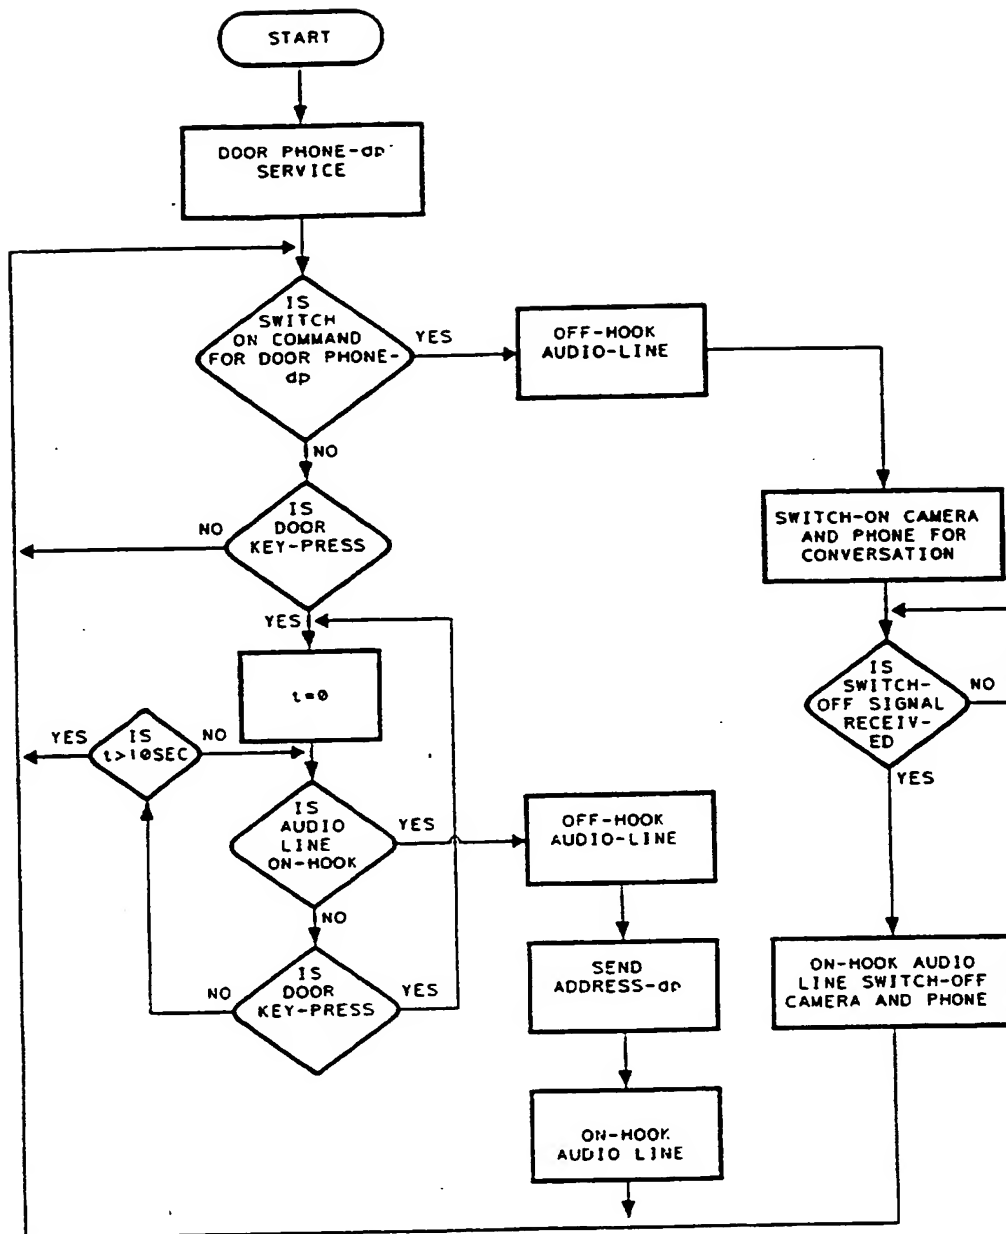 START
DOOR PHONE-dp
SERVICE
IS
SWITCH
ON COMMAND
FOR DOOR PHONE-
dp
YES
OFF-HOOK
AUDIO-LINE
NO
IS
DOOR
KEY-PRESS
NO
SWITCH-ON CAMERA
AND PHONE FOR
CONVERSATION
YES
t=0
IS
SWITCH-
OFF SIGNAL
RECEIV-
ED
NO
YES
YES
IS
t>10SEC
NO
IS
AUDIO
LINE
ON-HOOK
YES
OFF-HOOK
AUDIO-LINE
NO
IS
DOOR
KEY-PRESS
NO
YES
SEND
ADDRESS-dp
ON-HOOK AUDIO
LINE SWITCH-OFF
CAMERA AND PHONE
ON-HOOK
AUDIO LINE